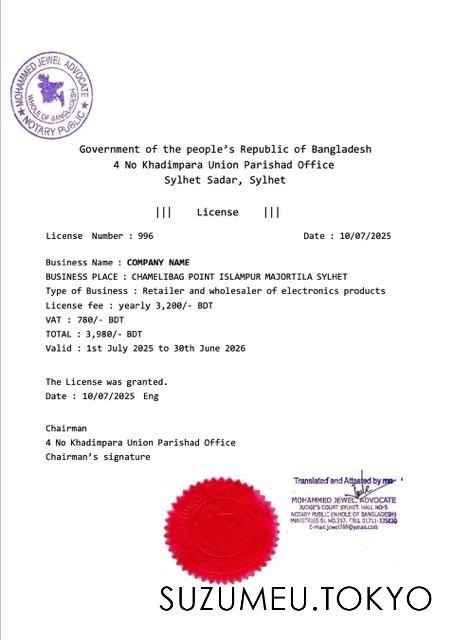 MOHAMMED JEWEL ADVOCATE
WHOLE OF BANGLADESH
★ NOTARY PUBLIC ★
Government of the people's Republic of Bangladesh
4 No Khadimpara Union Parishad Office
Sylhet Sadar, Sylhet
||| License |||
License Number : 996 Date : 10/07/2025
Business Name : COMPANY NAME
BUSINESS PLACE : CHAMELIBAG POINT ISLAMPUR MAJORTILA SYLHET
Type of Business : Retailer and wholesaler of electronics products
License fee : yearly 3,200/- BDT
VAT : 780/- BDT
TOTAL : 3,980/- BDT
Valid : 1st July 2025 to 30th June 2026
The License was granted.
Date : 10/07/2025 Eng
Chairman
4 No Khadimpara Union Parishad Office
Chairman's signature
Translated and Attested by me
MOHAMMED JEWEL ADVOCATE
JUDGE'S COURT SYLHET. HALL NO-5
NOTARY PUBLIC (WHOLE OF BANGLADESH)
MINISTRIES SL NO.357. CELL 01711-335830
E-mail:jewel769@ymail.com
SUZUMEU.TOKYO